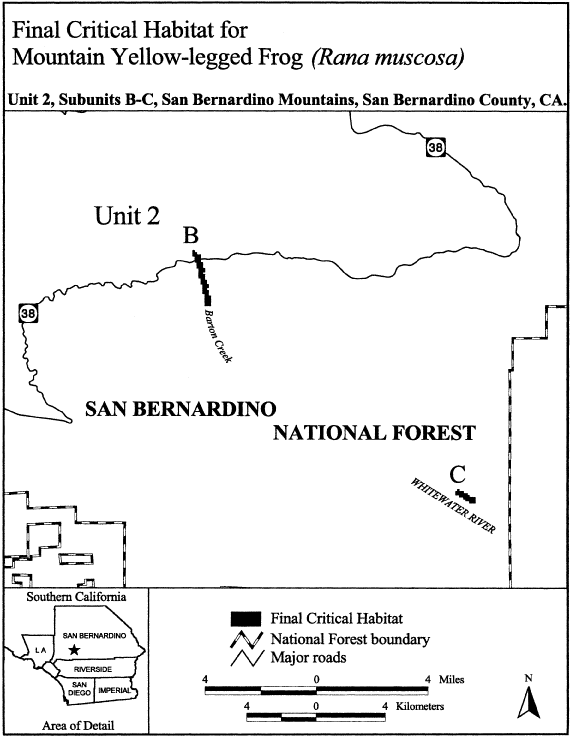 Final Critical Habitat for
Mountain Yellow-legged Frog (Rana muscosa)
Unit 2, Subunits B-C, San Bernardino Mountains, San Bernardino County, CA.
38
Unit 2
B
38
Barton Creek
SAN BERNARDINO
NATIONAL FOREST
C
WHITEWATER RIVER
Southern California
SAN BERNARDINO
L A
RIVERSIDE
SAN
DIEGO
IMPERIAL
Area of Detail
Final Critical Habitat
National Forest boundary
Major roads
4 0 4 Miles
4 0 4 Kilometers
N